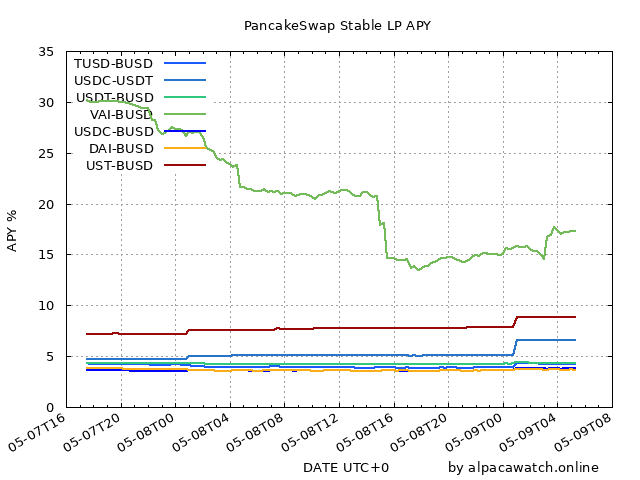 PancakeSwap Stable LP APY
APY %
35
30
25
20
15
10
5
0
TUSD-BUSD
USDC-USDT
USDT-BUSD
VAI-BUSD
USDC-BUSD
DAI-BUSD
UST-BUSD
05-07T16
05-07T20
05-08T00
05-08T04
05-08T08
05-08T12
05-08T16
05-08T20
05-09T00
05-09T04
05-09T08
DATE UTC+0
by alpacawatch.online